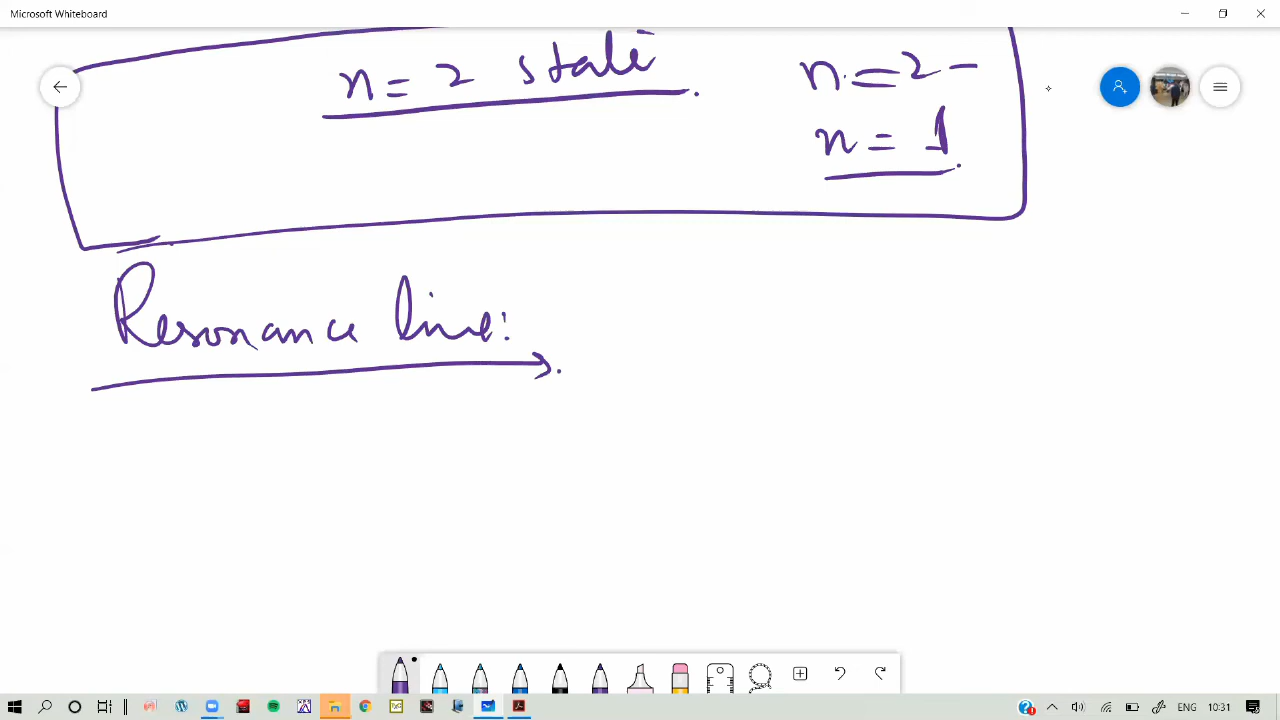 Microsoft Whiteboard
n = 2 state
n = 2 -
n = 1
Resonance line:
ENG
10:31